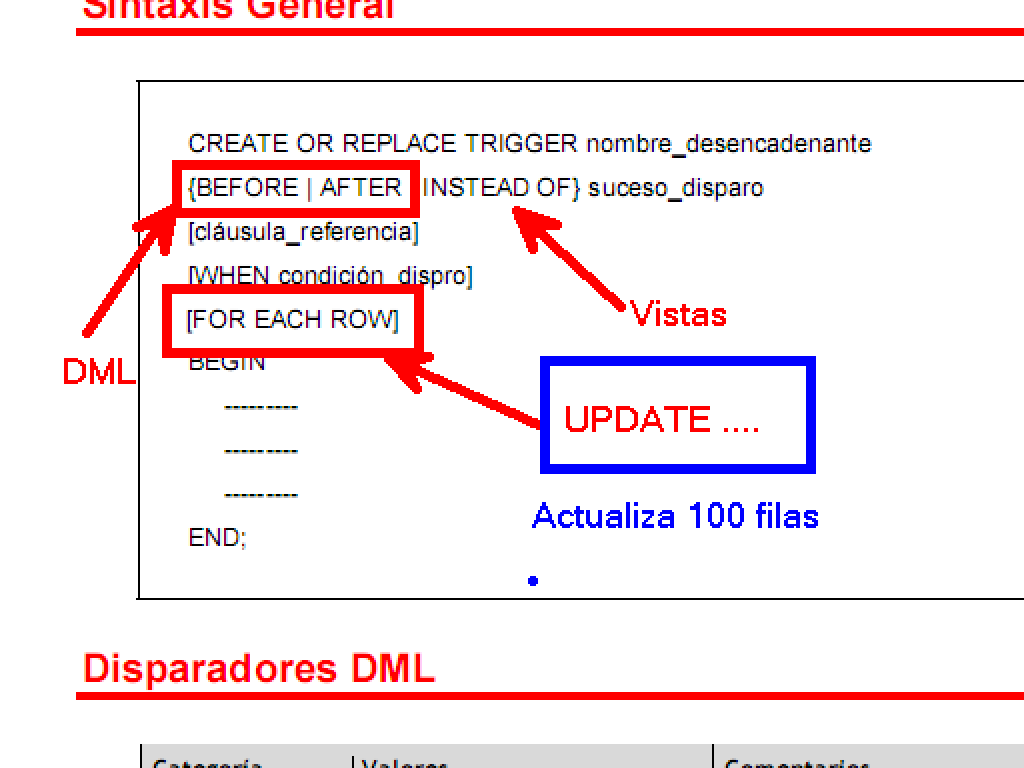 Sintaxis General
CREATE OR REPLACE TRIGGER nombre_desencadenante
{BEFORE | AFTER | INSTEAD OF} suceso_disparo
[cláusula_referencia]
[WHEN condición_dispro]
[FOR EACH ROW]
Vistas
DML
BEGIN
UPDATE ....
---------
---------
---------
Actualiza 100 filas
END;
Disparadores DML
Categoría Valores Comentarios